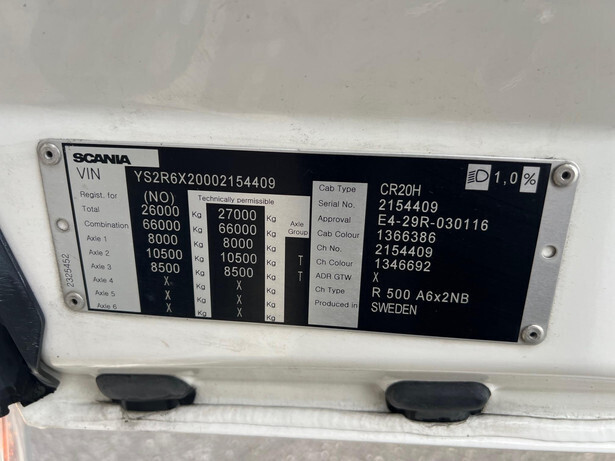 SCANIA
VIN YS2R6X20002154409
Regist. for (NO) Technically permissible
Total 26000 Kg 27000 Kg Axle Group
Combination 66000 Kg 66000 Kg
Axle 1 8000 Kg 8000 Kg
Axle 2 10500 Kg 10500 Kg T
Axle 3 8500 Kg 8500 Kg T
Axle 4 X Kg X Kg
Axle 5 X Kg X Kg
Axle 6 X Kg X Kg
2325452
Cab Type CR20H
1,0%
Serial No. 2154409
Approval E4-29R-030116
Cab Colour 1366386
Ch No. 2154409
Ch Colour 1346692
ADR GTW X
Ch Type R 500 A6x2NB
Produced in SWEDEN